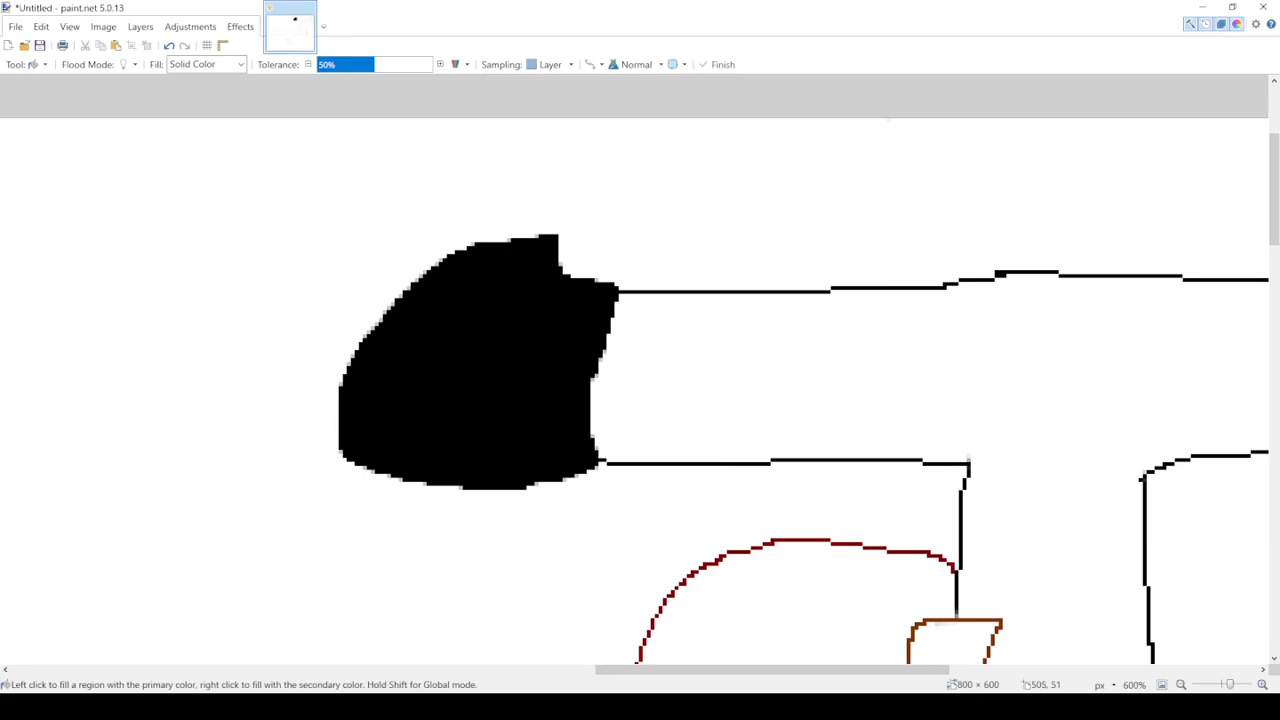 *Untitled - paint.net 5.0.13
File Edit View Image Layers Adjustments Effects
Tool: Flood Mode: Fill: Solid Color Tolerance: 50% Sampling: Layer Normal Finish
Left click to fill a region with the primary color, right click to fill with the secondary color. Hold Shift for Global mode. 800 × 600 505, 51 px 600%